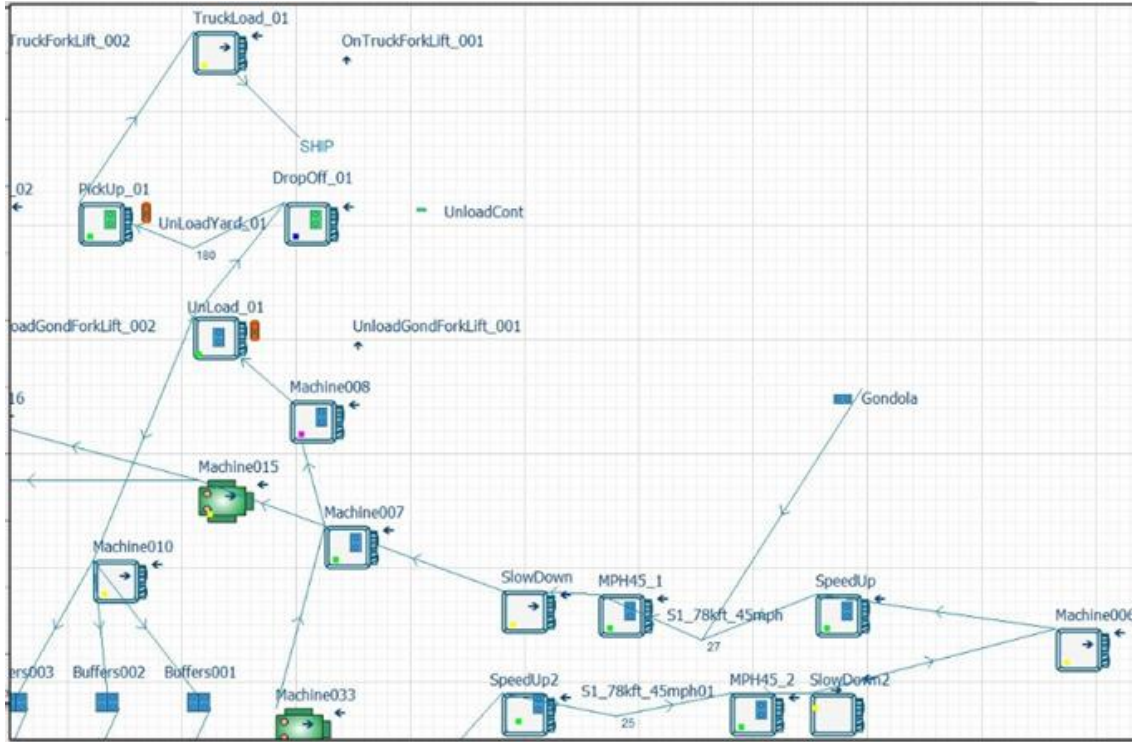 TruckLoad_01
TruckForkLift_002
OnTruckForkLift_001
SHIP
PickUp_01
DropOff_01
_02
UnLoadYard_01
UnloadCont
180
UnLoad_01
oadGondForkLift_002
UnloadGondForkLift_001
Machine008
16
Gondola
Machine015
Machine007
Machine010
SlowDown
MPH45_1
SpeedUp
S1_78kft_45mph
Machine006
27
ers003
Buffers002
Buffers001
SpeedUp2
S1_78kft_45mph01
MPH45_2
SlowDown2
Machine033
25